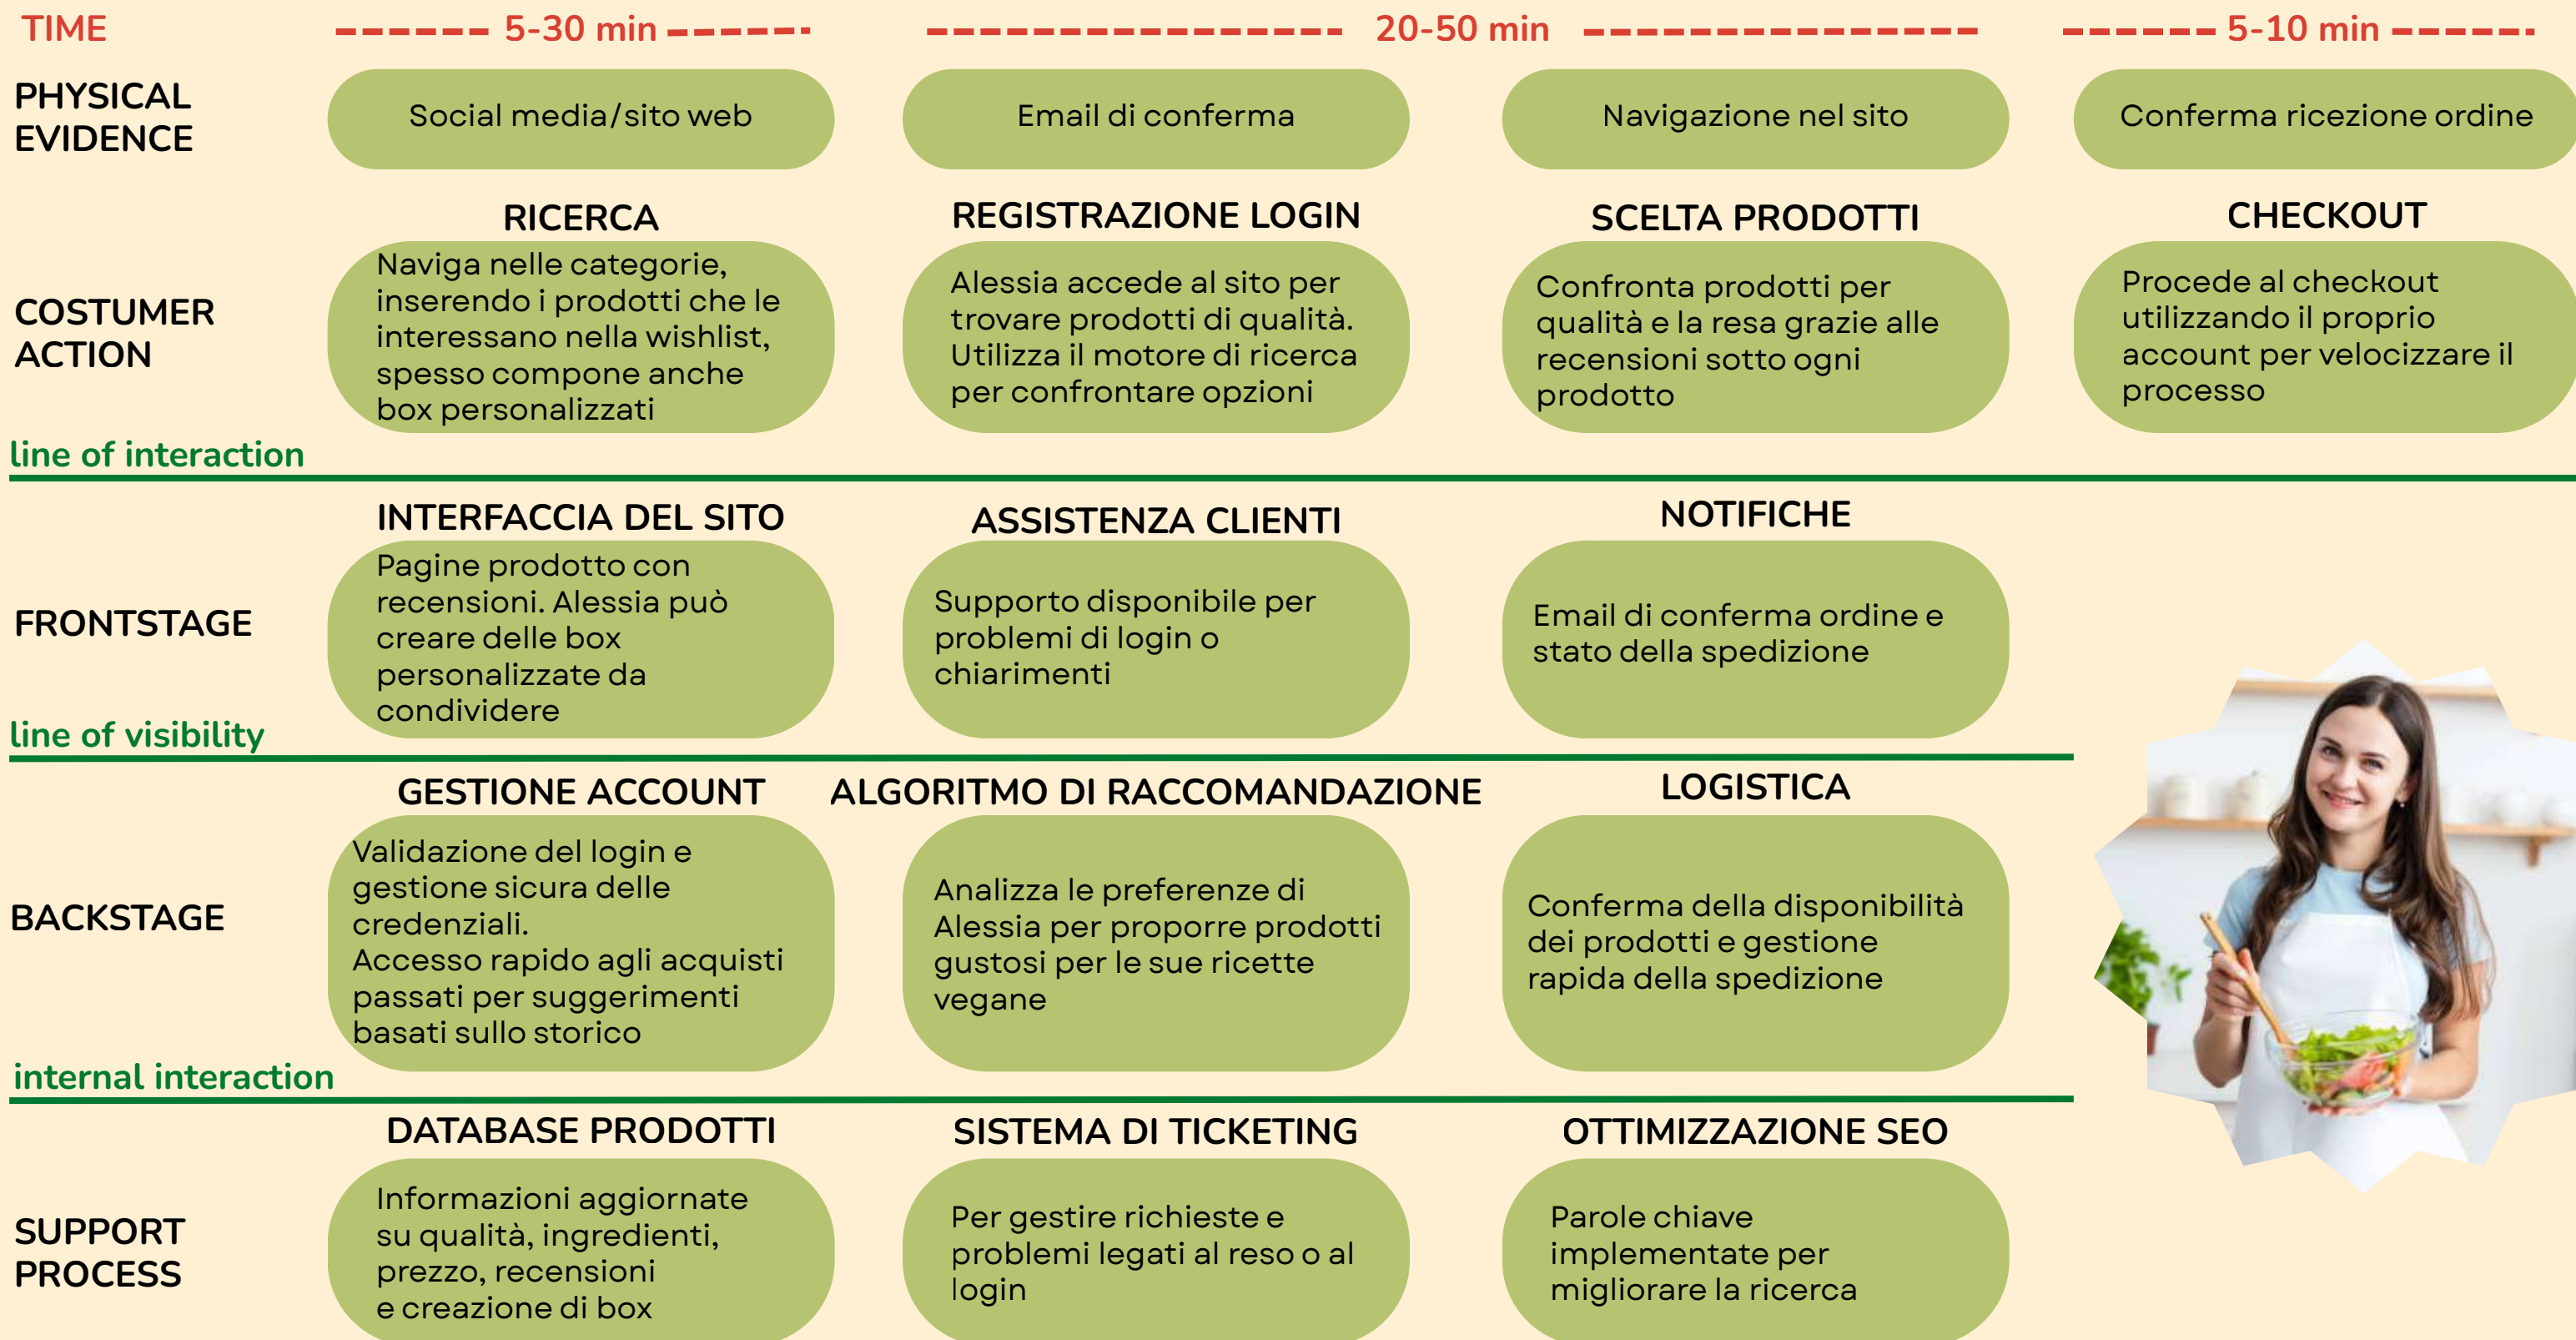 TIME
5-30 min
20-50 min
5-10 min
PHYSICAL
EVIDENCE
Social media/sito web
Email di conferma
Navigazione nel sito
Conferma ricezione ordine
COSTUMER
ACTION
RICERCA
Naviga nelle categorie,
inserendo i prodotti che le
interessano nella wishlist,
spesso compone anche
box personalizzati
REGISTRAZIONE LOGIN
Alessia accede al sito per
trovare prodotti di qualità.
Utilizza il motore di ricerca
per confrontare opzioni
SCELTA PRODOTTI
Confronta prodotti per
qualità e la resa grazie alle
recensioni sotto ogni
prodotto
CHECKOUT
Procede al checkout
utilizzando il proprio
account per velocizzare il
processo
line of interaction
FRONTSTAGE
INTERFACCIA DEL SITO
Pagine prodotto con
recensioni. Alessia può
creare delle box
personalizzate da
condividere
ASSISTENZA CLIENTI
Supporto disponibile per
problemi di login o
chiarimenti
NOTIFICHE
Email di conferma ordine e
stato della spedizione
line of visibility
BACKSTAGE
GESTIONE ACCOUNT
Validazione del login e
gestione sicura delle
credenziali.
Accesso rapido agli acquisti
passati per suggerimenti
basati sullo storico
ALGORITMO DI RACCOMANDAZIONE
Analizza le preferenze di
Alessia per proporre prodotti
gustosi per le sue ricette
vegane
LOGISTICA
Conferma della disponibilità
dei prodotti e gestione
rapida della spedizione
internal interaction
SUPPORT
PROCESS
DATABASE PRODOTTI
Informazioni aggiornate
su qualità, ingredienti,
prezzo, recensioni
e creazione di box
SISTEMA DI TICKETING
Per gestire richieste e
problemi legati al reso o al
login
OTTIMIZZAZIONE SEO
Parole chiave
implementate per
migliorare la ricerca